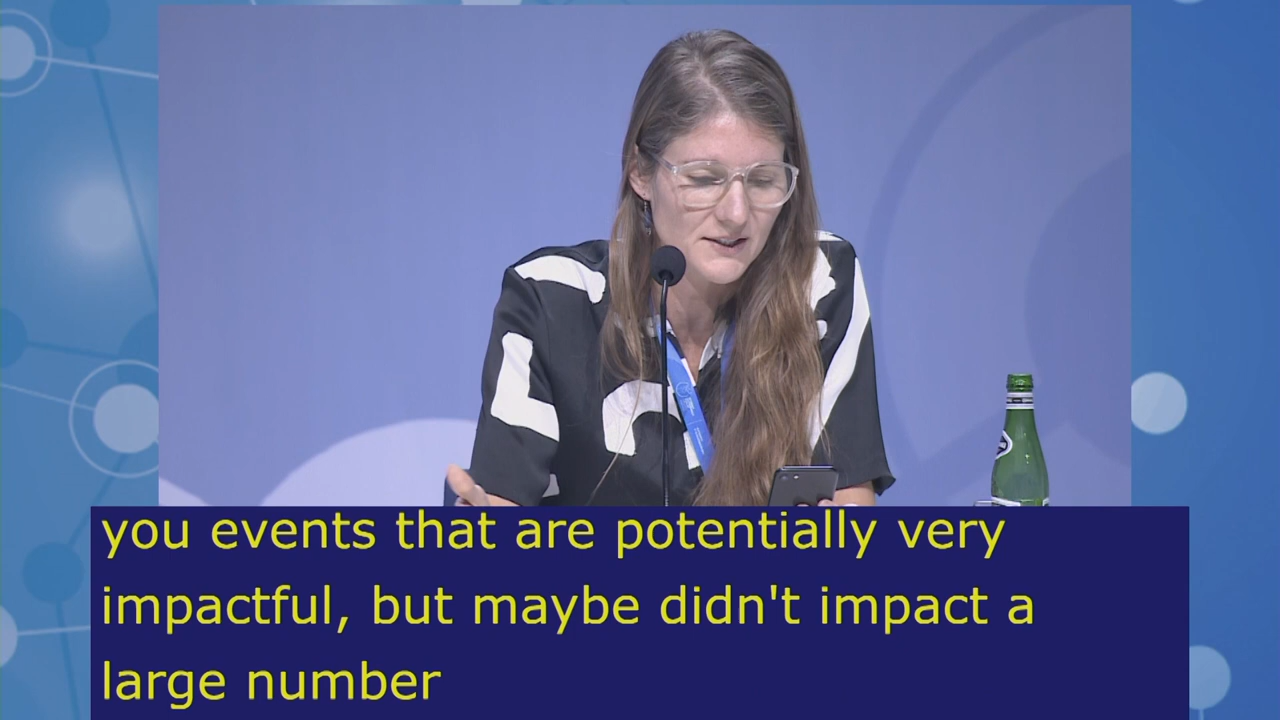 you events that are potentially very
impactful, but maybe didn't impact a
large number